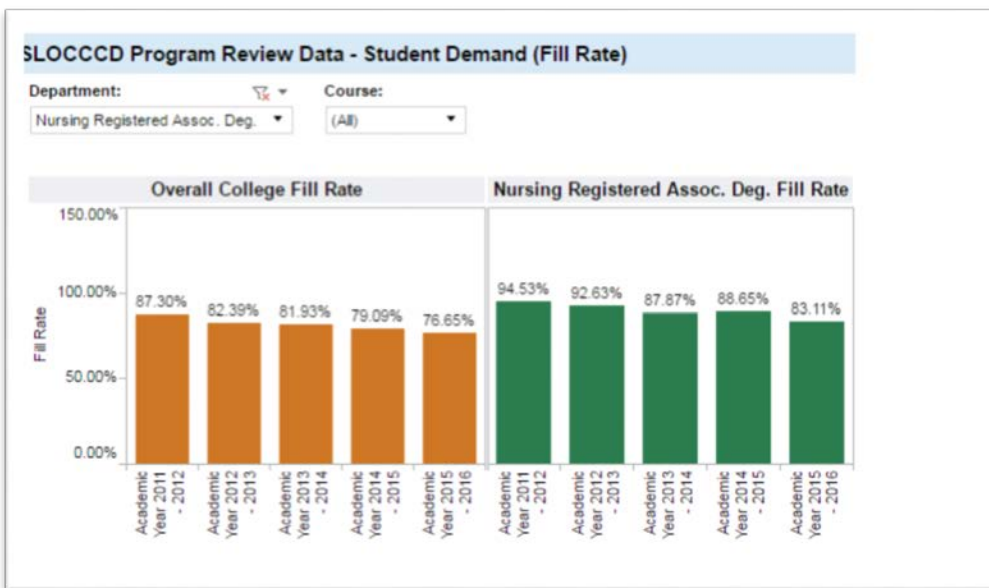 SLOCCCD Program Review Data - Student Demand (Fill Rate)
Department:
Course:
Nursing Registered Assoc. Deg.
(All)
Overall College Fill Rate
Nursing Registered Assoc. Deg. Fill Rate
Fill Rate
150.00%
100.00%
50.00%
0.00%
87.30%
82.39%
81.93%
79.09%
76.65%
94.53%
92.63%
87.87%
88.65%
83.11%
Academic
Year 2011
- 2012
Academic
Year 2012
- 2013
Academic
Year 2013
- 2014
Academic
Year 2014
- 2015
Academic
Year 2015
- 2016
Academic
Year 2011
- 2012
Academic
Year 2012
- 2013
Academic
Year 2013
- 2014
Academic
Year 2014
- 2015
Academic
Year 2015
- 2016